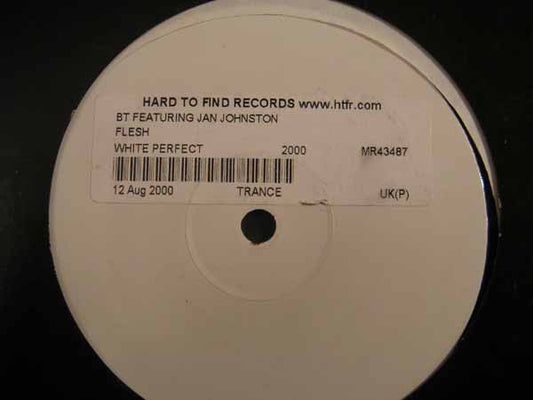 HARD TO FIND RECORDS www.htfr.com
BT FEATURING JAN JOHNSTON
FLESH
WHITE PERFECT 2000 MR43487
12 Aug 2000 TRANCE UK(P)